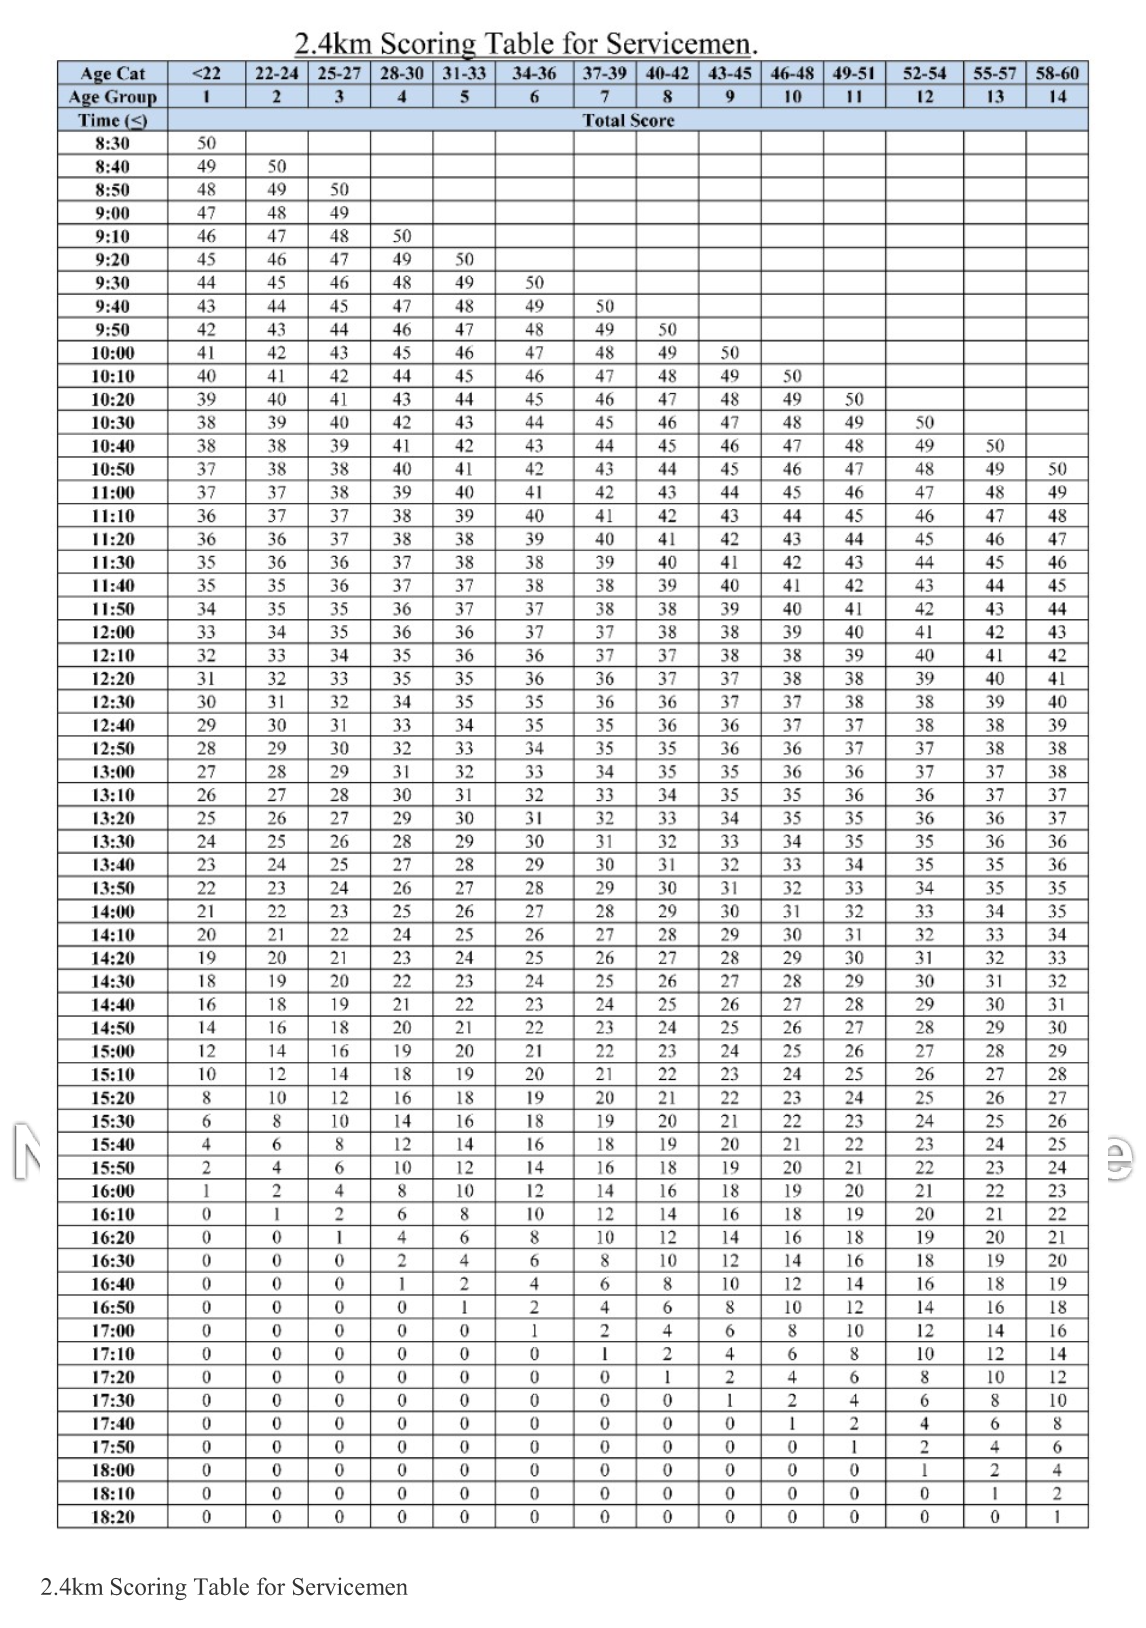 2.4km Scoring Table for Servicemen.
Age Cat <22 22-24 25-27 28-30 31-33 34-36 37-39 40-42 43-45 46-48 49-51 52-54 55-57 58-60
Age Group 1 2 3 4 5 6 7 8 9 10 11 12 13 14
Time (≤) Total Score
8:30 50
8:40 49 50
8:50 48 49 50
9:00 47 48 49
9:10 46 47 48 50
9:20 45 46 47 49 50
9:30 44 45 46 48 49 50
9:40 43 44 45 47 48 49 50
9:50 42 43 44 46 47 48 49 50
10:00 41 42 43 45 46 47 48 49 50
10:10 40 41 42 44 45 46 47 48 49 50
10:20 39 40 41 43 44 45 46 47 48 49 50
10:30 38 39 40 42 43 44 45 46 47 48 49 50
10:40 38 38 39 41 42 43 44 45 46 47 48 49 50
10:50 37 38 38 40 41 42 43 44 45 46 47 48 49 50
11:00 37 37 38 39 40 41 42 43 44 45 46 47 48 49
11:10 36 37 37 38 39 40 41 42 43 44 45 46 47 48
11:20 36 36 37 38 38 39 40 41 42 43 44 45 46 47
11:30 35 36 36 37 38 38 39 40 41 42 43 44 45 46
11:40 35 35 36 37 37 38 38 39 40 41 42 43 44 45
11:50 34 35 35 36 37 37 38 38 39 40 41 42 43 44
12:00 33 34 35 36 36 37 37 38 38 39 40 41 42 43
12:10 32 33 34 35 36 36 37 37 38 38 39 40 41 42
12:20 31 32 33 35 35 36 36 37 37 38 38 39 40 41
12:30 30 31 32 34 35 35 36 36 37 37 38 38 39 40
12:40 29 30 31 33 34 35 35 36 36 37 37 38 38 39
12:50 28 29 30 32 33 34 35 35 36 36 37 37 38 38
13:00 27 28 29 31 32 33 34 35 35 36 36 37 37 38
13:10 26 27 28 30 31 32 33 34 35 35 36 36 37 37
13:20 25 26 27 29 30 31 32 33 34 35 35 36 36 37
13:30 24 25 26 28 29 30 31 32 33 34 35 35 36 36
13:40 23 24 25 27 28 29 30 31 32 33 34 35 35 36
13:50 22 23 24 26 27 28 29 30 31 32 33 34 35 35
14:00 21 22 23 25 26 27 28 29 30 31 32 33 34 35
14:10 20 21 22 24 25 26 27 28 29 30 31 32 33 34
14:20 19 20 21 23 24 25 26 27 28 29 30 31 32 33
14:30 18 19 20 22 23 24 25 26 27 28 29 30 31 32
14:40 16 18 19 21 22 23 24 25 26 27 28 29 30 31
14:50 14 16 18 20 21 22 23 24 25 26 27 28 29 30
15:00 12 14 16 19 20 21 22 23 24 25 26 27 28 29
15:10 10 12 14 18 19 20 21 22 23 24 25 26 27 28
15:20 8 10 12 16 18 19 20 21 22 23 24 25 26 27
15:30 6 8 10 14 16 18 19 20 21 22 23 24 25 26
15:40 4 6 8 12 14 16 18 19 20 21 22 23 24 25
15:50 2 4 6 10 12 14 16 18 19 20 21 22 23 24
16:00 1 2 4 8 10 12 14 16 18 19 20 21 22 23
16:10 0 1 2 6 8 10 12 14 16 18 19 20 21 22
16:20 0 0 1 4 6 8 10 12 14 16 18 19 20 21
16:30 0 0 0 2 4 6 8 10 12 14 16 18 19 20
16:40 0 0 0 1 2 4 6 8 10 12 14 16 18 19
16:50 0 0 0 0 1 2 4 6 8 10 12 14 16 18
17:00 0 0 0 0 0 1 2 4 6 8 10 12 14 16
17:10 0 0 0 0 0 0 1 2 4 6 8 10 12 14
17:20 0 0 0 0 0 0 0 1 2 4 6 8 10 12
17:30 0 0 0 0 0 0 0 0 1 2 4 6 8 10
17:40 0 0 0 0 0 0 0 0 0 1 2 4 6 8
17:50 0 0 0 0 0 0 0 0 0 0 1 2 4 6
18:00 0 0 0 0 0 0 0 0 0 0 0 1 2 4
18:10 0 0 0 0 0 0 0 0 0 0 0 0 1 2
18:20 0 0 0 0 0 0 0 0 0 0 0 0 0 1
2.4km Scoring Table for Servicemen